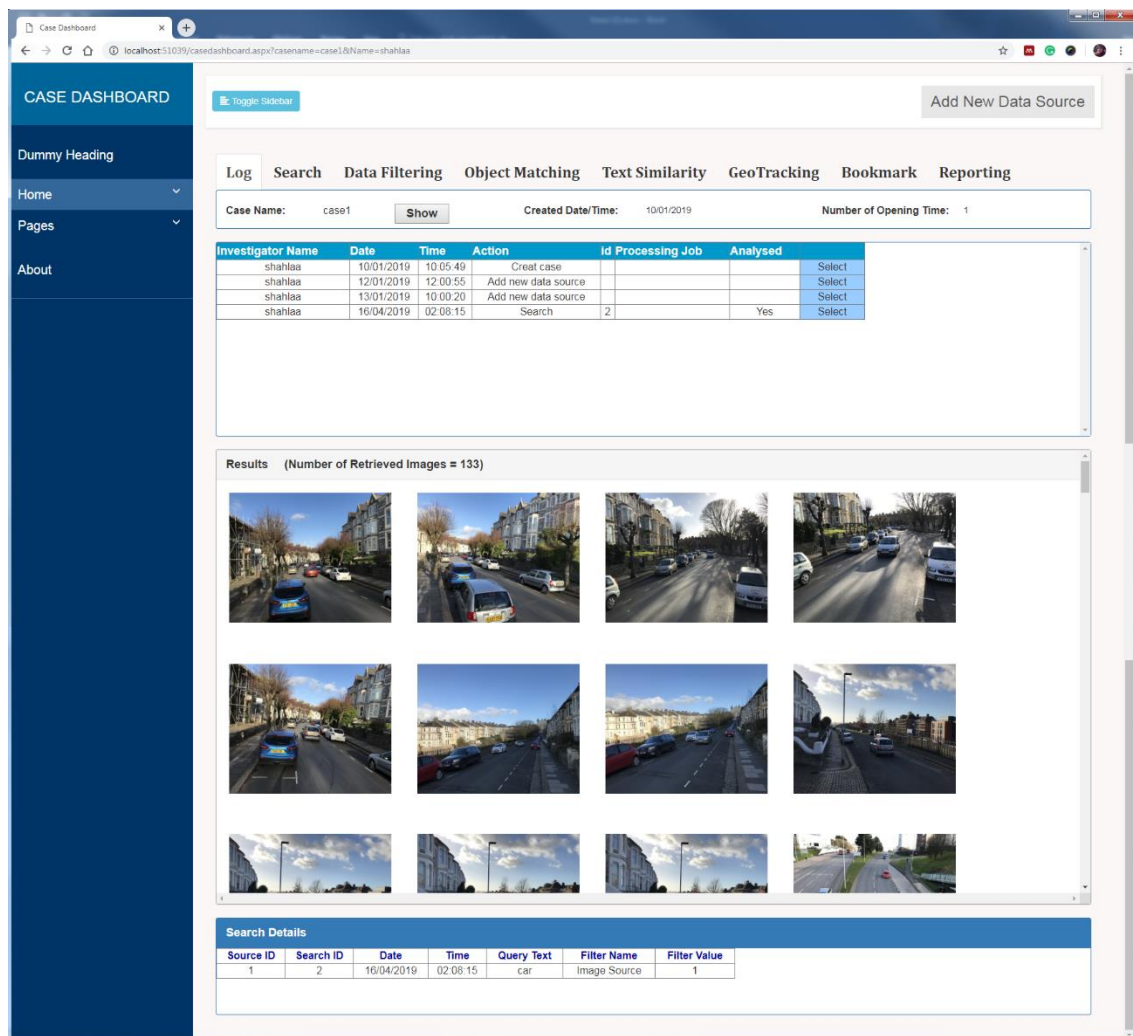 Case Dashboard
localhost:51039/casedashboard.aspx?casename=case1&Name=shahlaa
CASE DASHBOARD
Toggle Sidebar
Add New Data Source
Dummy Heading
Home
Pages
About
Log Search Data Filtering Object Matching Text Similarity GeoTracking Bookmark Reporting
Case Name: case1 Show Created Date/Time: 10/01/2019 Number of Opening Time: 1
Investigator Name Date Time Action id Processing Job Analysed
shahlaa 10/01/2019 10:05:49 Creat case Select
shahlaa 12/01/2019 12:00:55 Add new data source Select
shahlaa 13/01/2019 10:00:20 Add new data source Select
shahlaa 16/04/2019 02:08:15 Search 2 Yes Select
Results (Number of Retrieved Images = 133)
Search Details
Source ID Search ID Date Time Query Text Filter Name Filter Value
1 2 16/04/2019 02:08:15 car Image Source 1